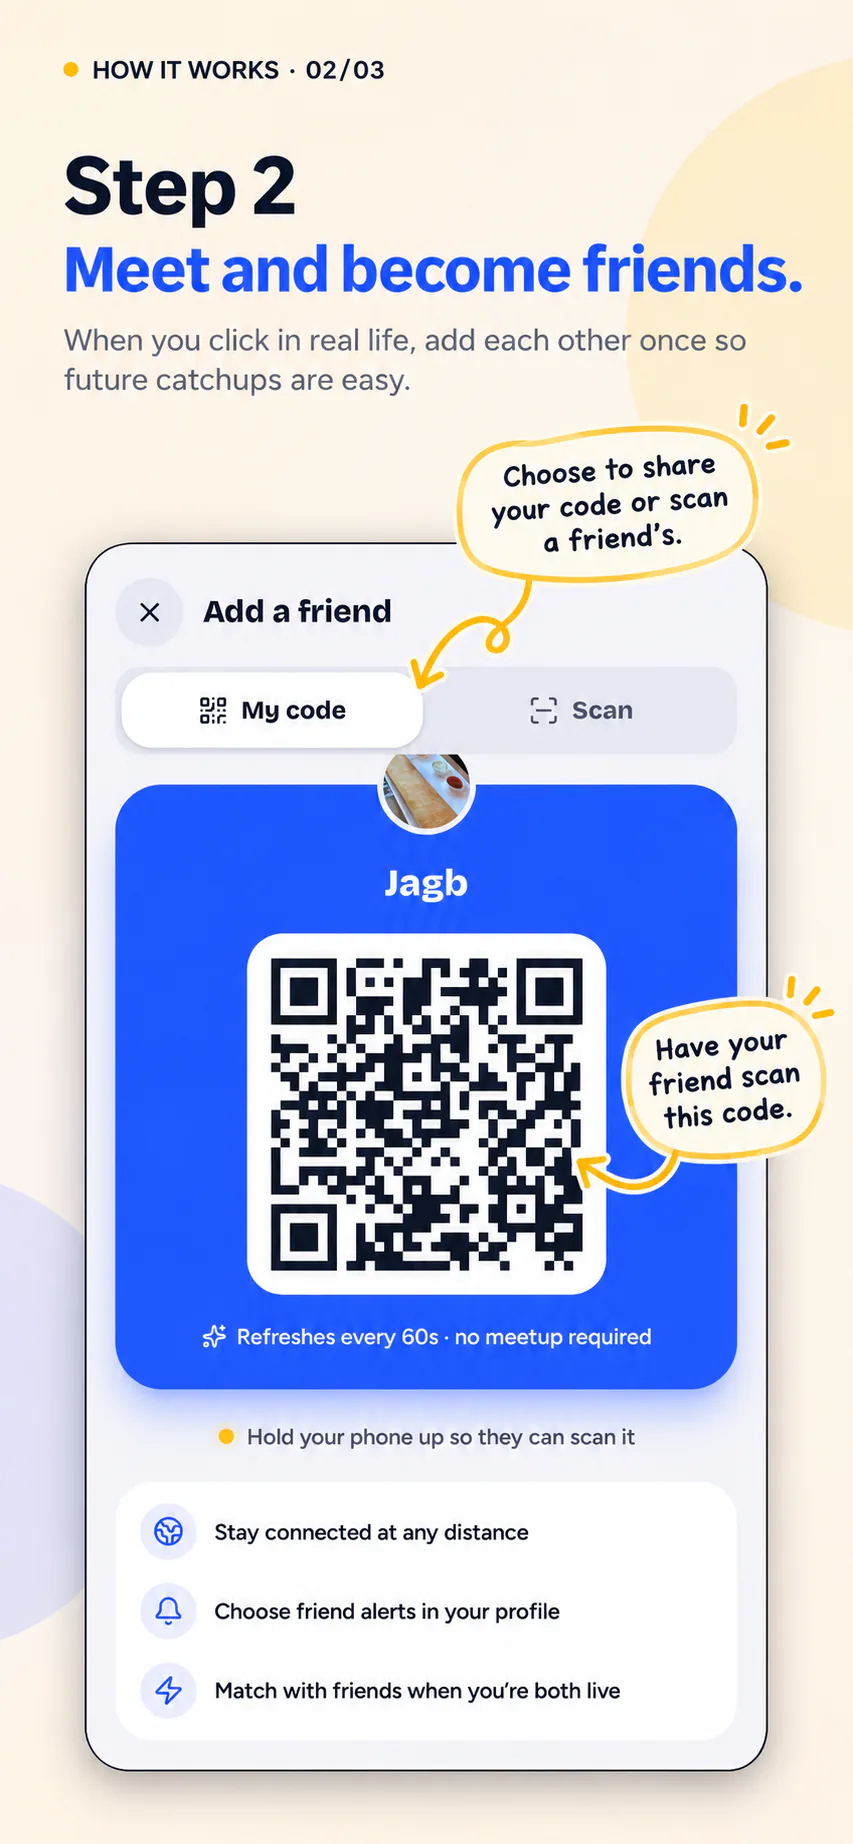 HOW IT WORKS · 02/03
Step 2
Meet and become friends.
When you click in real life, add each other once so
future catchups are easy.
Choose to share
your code or scan
a friend's.
Add a friend
My code
Scan
Jagb
Have your
friend scan
this code.
Refreshes every 60s · no meetup required
Hold your phone up so they can scan it
Stay connected at any distance
Choose friend alerts in your profile
Match with friends when you’re both live